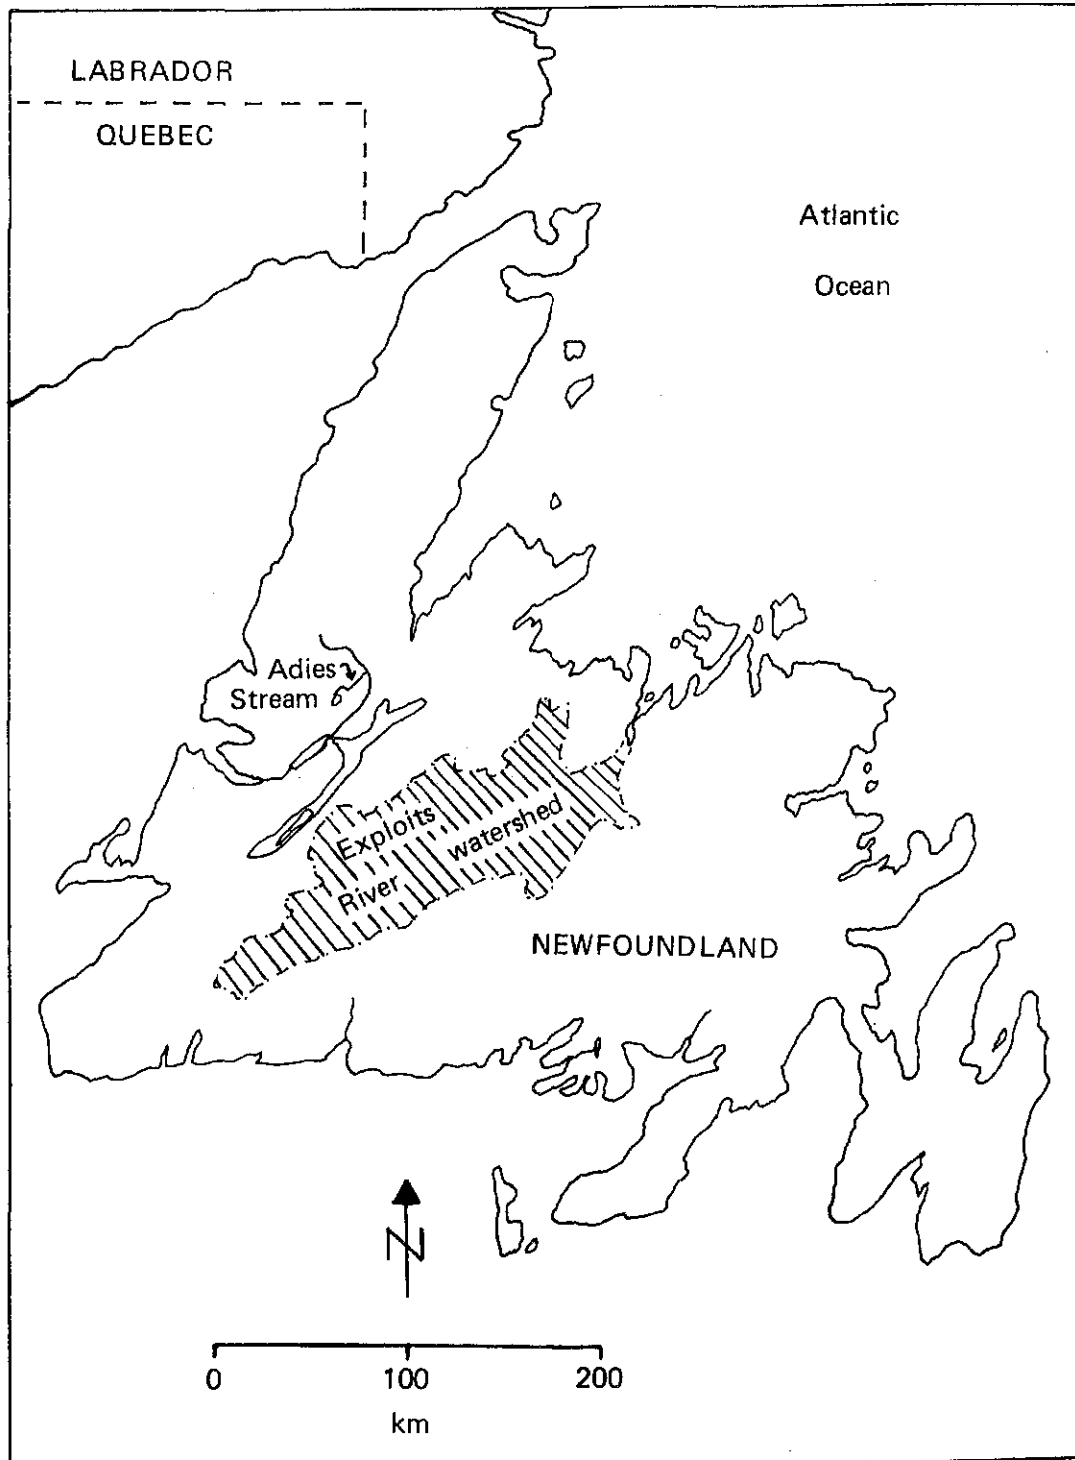 LABRADOR
QUEBEC
Atlantic
Ocean
Adies
Stream
Exploits
River
watershed
NEWFOUNDLAND
N
0 100 200
km